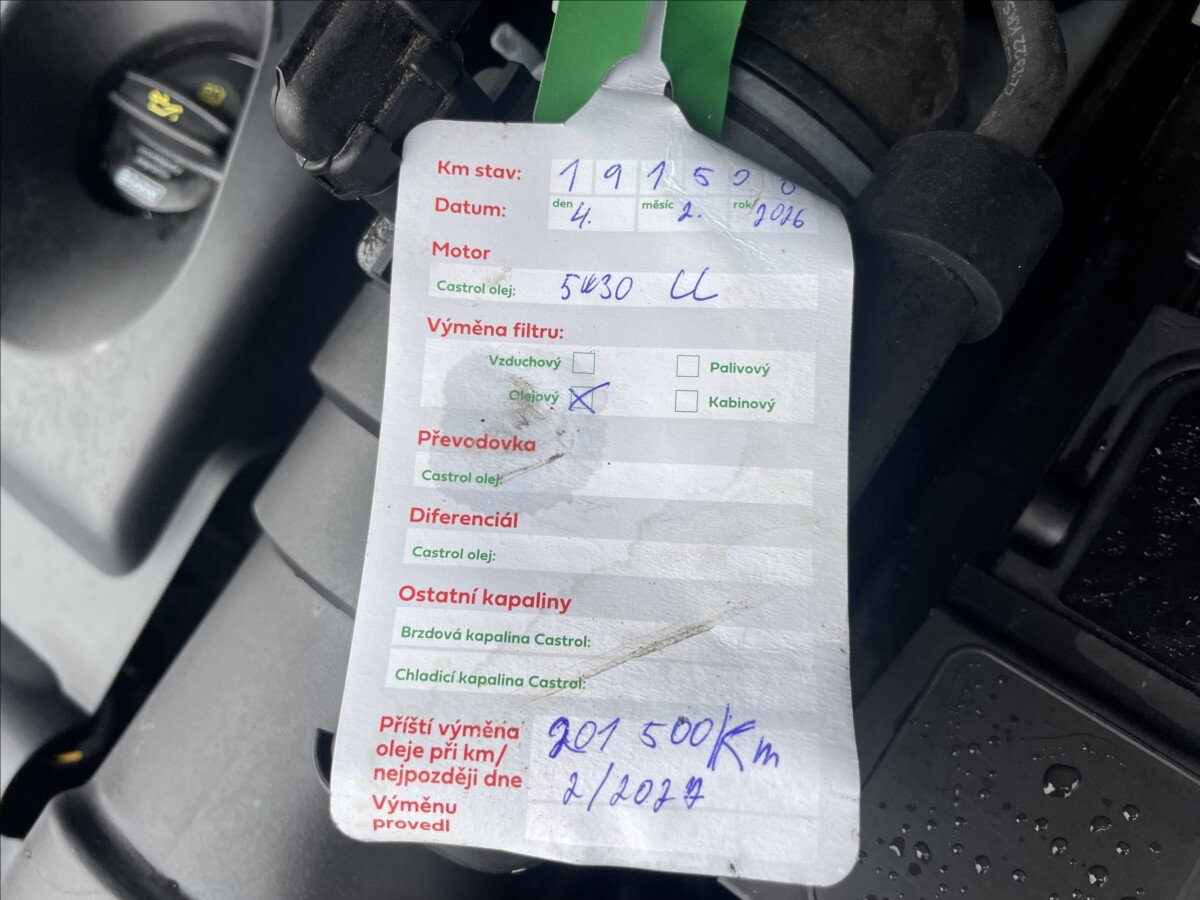 Km stav: 191500
Datum: den 4. měsíc 2. rok 2026
Motor
Castrol olej: 5W30 LL
Výměna filtru:
Vzduchový Palivový
Olejový Kabinový
Převodovka
Castrol olej:
Diferenciál
Castrol olej:
Ostatní kapaliny
Brzdová kapalina Castrol:
Chladicí kapalina Castrol:
Příští výměna 201 500 Km
oleje při km/
nejpozději dne 2/2027
Výměnu
provedl